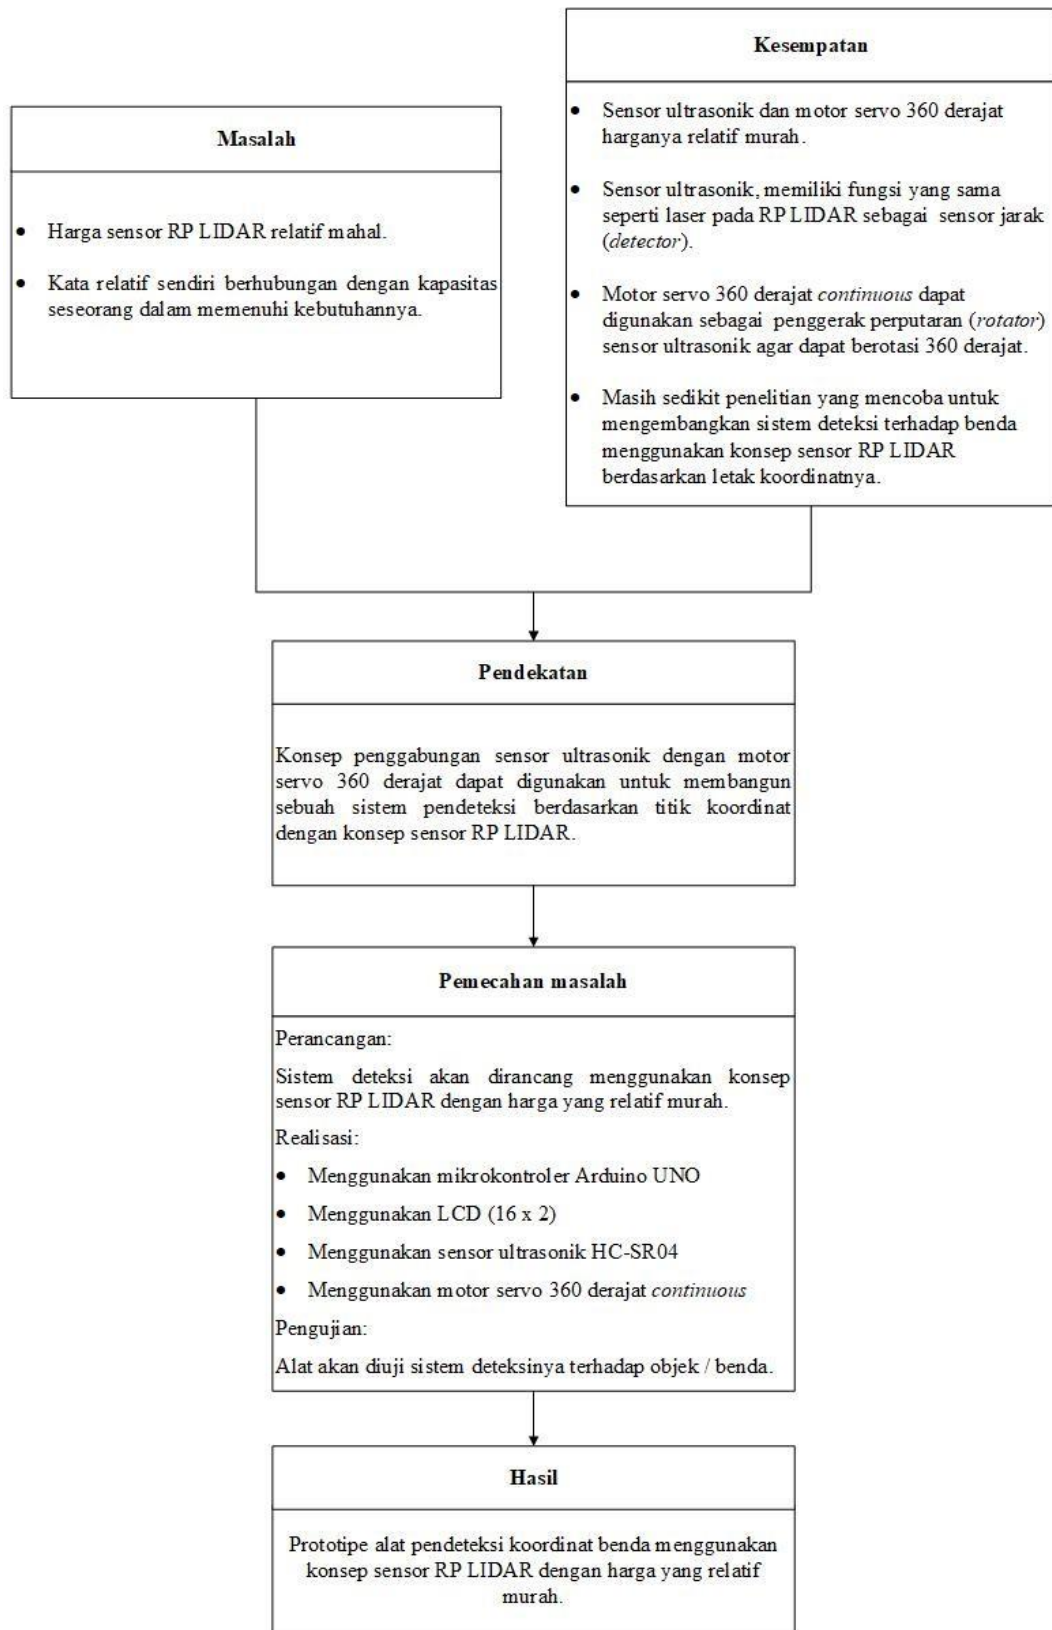 Masalah
• Harga sensor RP LIDAR relatif mahal.
• Kata relatif sendiri berhubungan dengan kapasitas
seseorang dalam memenuhi kebutuhannya.
Kesempatan
• Sensor ultrasonik dan motor servo 360 derajat
harganya relatif murah.
• Sensor ultrasonik, memiliki fungsi yang sama
seperti laser pada RP LIDAR sebagai sensor jarak
(detector).
• Motor servo 360 derajat continuous dapat
digunakan sebagai penggerak perputaran (rotator)
sensor ultrasonik agar dapat berotasi 360 derajat.
• Masih sedikit penelitian yang mencoba untuk
mengembangkan sistem deteksi terhadap benda
menggunakan konsep sensor RP LIDAR
berdasarkan letak koordinatnya.
Pendekatan
Konsep penggabungan sensor ultrasonik dengan motor
servo 360 derajat dapat digunakan untuk membangun
sebuah sistem pendeteksi berdasarkan titik koordinat
dengan konsep sensor RP LIDAR.
Pemecahan masalah
Perancangan:
Sistem deteksi akan dirancang menggunakan konsep
sensor RP LIDAR dengan harga yang relatif murah.
Realisasi:
• Menggunakan mikrokontroler Arduino UNO
• Menggunakan LCD (16 x 2)
• Menggunakan sensor ultrasonik HC-SR04
• Menggunakan motor servo 360 derajat continuous
Pengujian:
Alat akan diuji sistem deteksinya terhadap objek / benda.
Hasil
Prototipe alat pendeteksi koordinat benda menggunakan
konsep sensor RP LIDAR dengan harga yang relatif
murah.